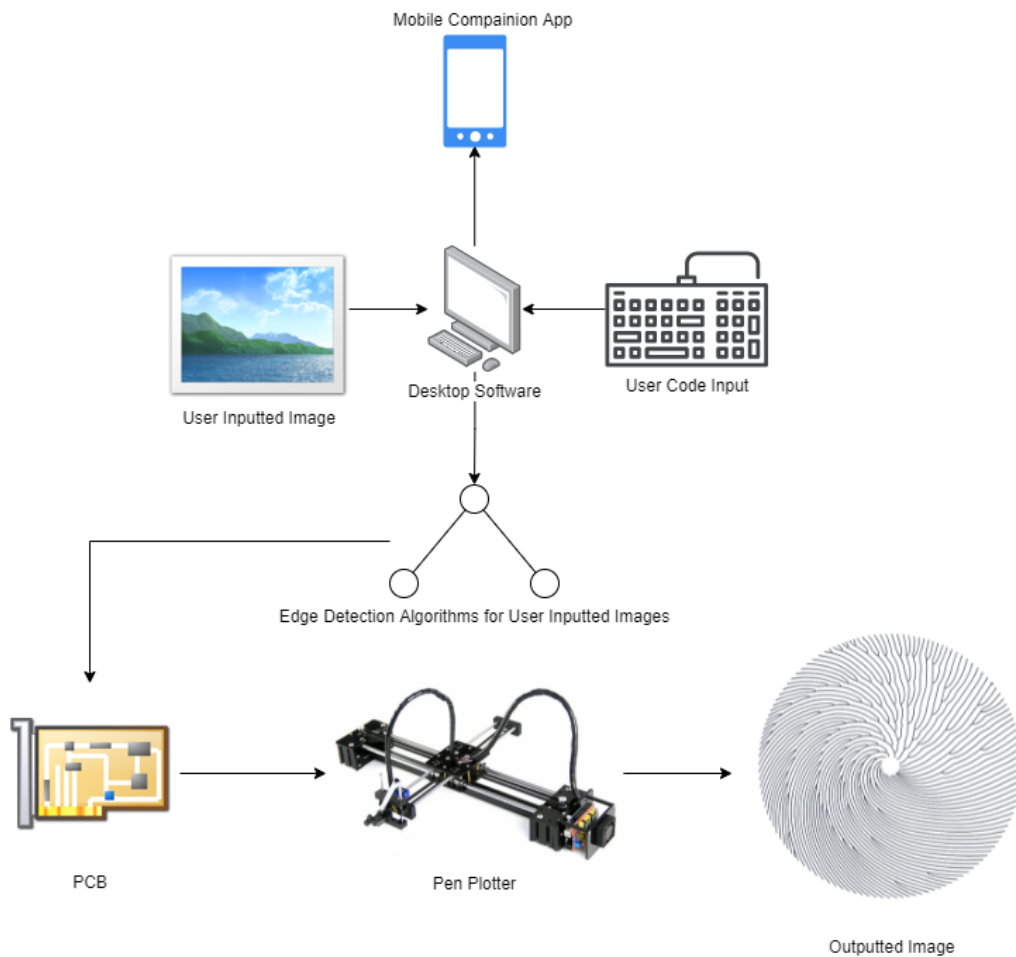 Mobile Compainion App
User Inputted Image
Desktop Software
User Code Input
Edge Detection Algorithms for User Inputted Images
PCB
Pen Plotter
Outputted Image